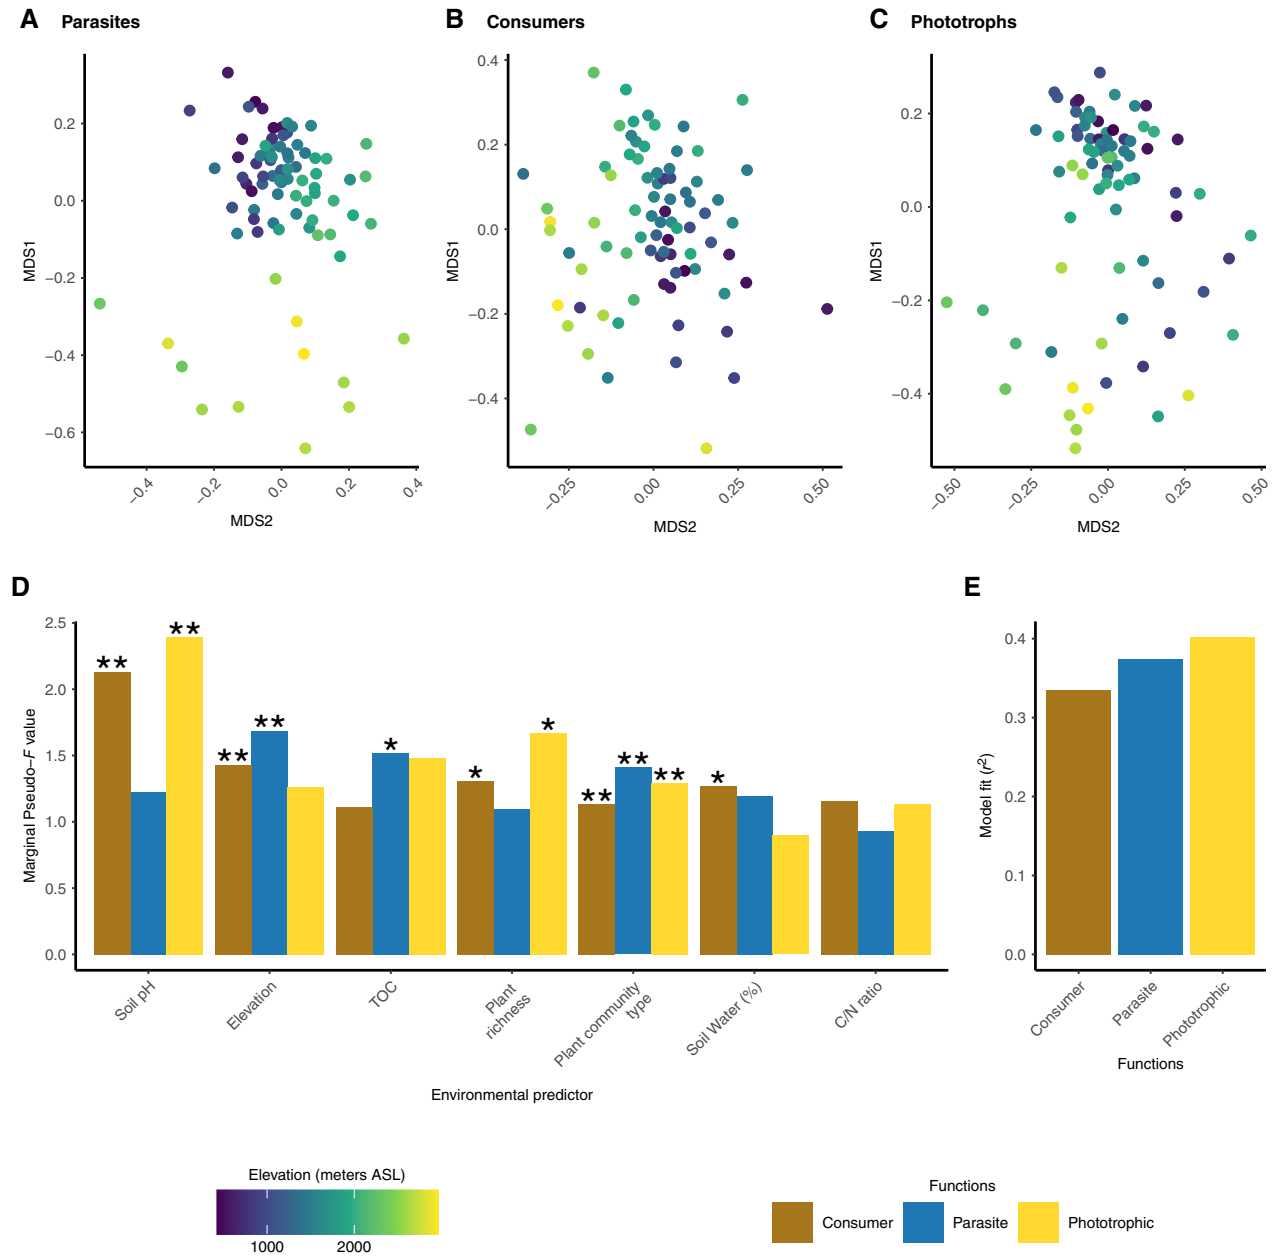 A Parasites
MDS1
0.2
0.0
−0.2
−0.4
−0.6
−0.4
−0.2
0.0
0.2
0.4
MDS2
B Consumers
MDS1
0.4
0.2
0.0
−0.2
−0.4
−0.25
0.00
0.25
0.50
MDS2
C Phototrophs
MDS1
0.2
0.0
−0.2
−0.4
−0.50
−0.25
0.00
0.25
0.50
MDS2
D
Marginal Pseudo−F value
2.5
2.0
1.5
1.0
0.5
0.0
** ** ** ** * * * ** ** ** *
Soil pH
Elevation
TOC
Plant
richness
Plant community
type
Soil Water (%)
C/N ratio
Environmental predictor
E
Model fit (r²)
0.4
0.3
0.2
0.1
0.0
Consumer
Parasite
Phototrophic
Functions
Elevation (meters ASL)
1000 2000
Functions
Consumer Parasite Phototrophic